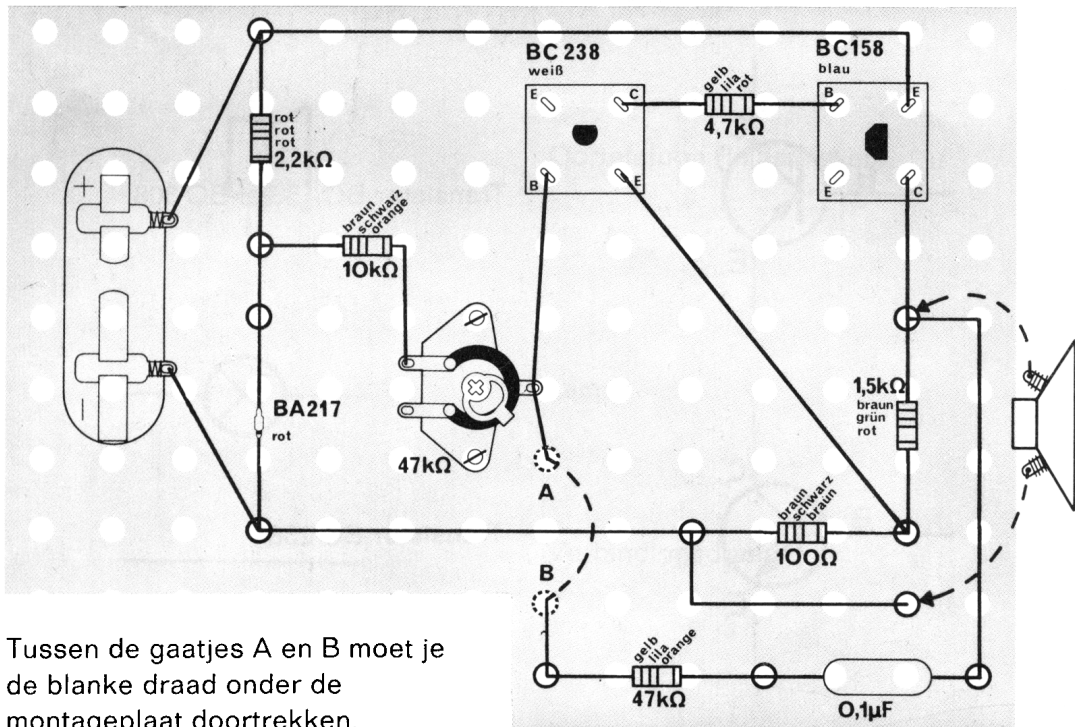 BC 238
weiß
BC158
blau
E
C
B
E
gelb
lila
rot
4,7kΩ
B
E
E
C
rot
rot
rot
2,2kΩ
+
−
braun
schwarz
orange
10kΩ
47kΩ
BA217
rot
A
B
1,5kΩ
braun
grün
rot
braun
schwarz
braun
100Ω
gelb
lila
orange
47kΩ
0,1µF
Tussen de gaatjes A en B moet je
de blanke draad onder de
montageplaat doortrekken